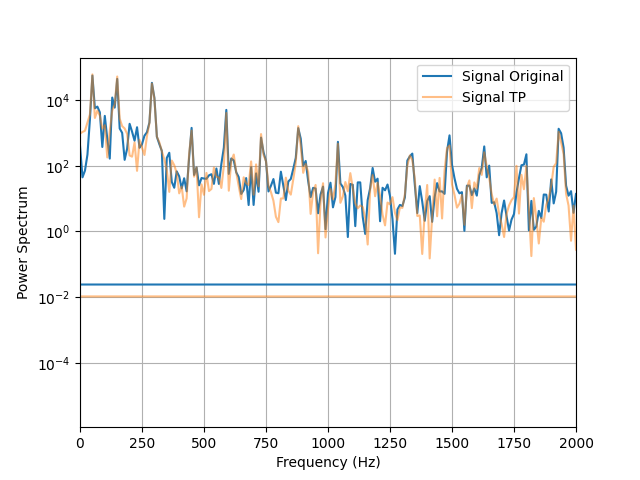 Signal Original
Signal TP
Power Spectrum
10⁴
10²
10⁰
10⁻²
10⁻⁴
0 250 500 750 1000 1250 1500 1750 2000
Frequency (Hz)